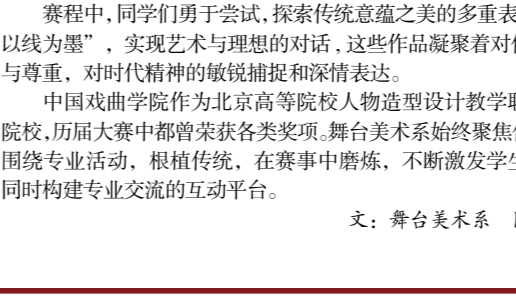 赛程中，同学们勇于尝试，探索传统意蕴之美的多重表
以线为墨”，实现艺术与理想的对话，这些作品凝聚着对
与尊重，对时代精神的敏锐捕捉和深情表达。
中国戏曲学院作为北京高等院校人物造型设计教学
院校，历届大赛中都曾荣获各类奖项。舞台美术系始终聚焦
围绕专业活动，根植传统，在赛事中磨炼，不断激发学生
同时构建专业交流的互动平台。
文：舞台美术系